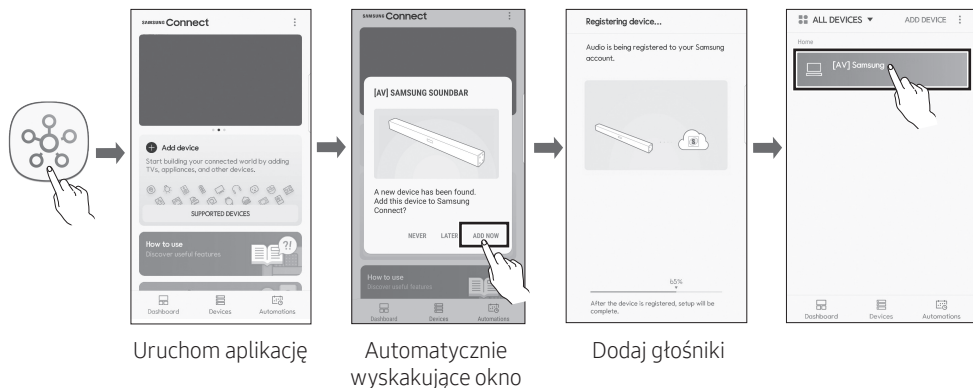 SAMSUNG Connect
Add device
Start building your connected world by adding
TVs, appliances, and other devices.
SUPPORTED DEVICES
How to use
Discover useful features
?!
Dashboard Devices Automations
Uruchom aplikację
SAMSUNG Connect
[AV] SAMSUNG SOUNDBAR
A new device has been found.
Add this device to Samsung
Connect?
NEVER LATER ADD NOW
How to use
Discover useful features
Dashboard Devices Automations
Automatycznie
wyskakujące okno
Registering device...
Audio is being registered to your Samsung
account.
S
65%
After the device is registered, setup will be
complete.
Dodaj głośniki
ALL DEVICES ▼ ADD DEVICE
Home
[AV] Samsung
Dashboard Devices Automations